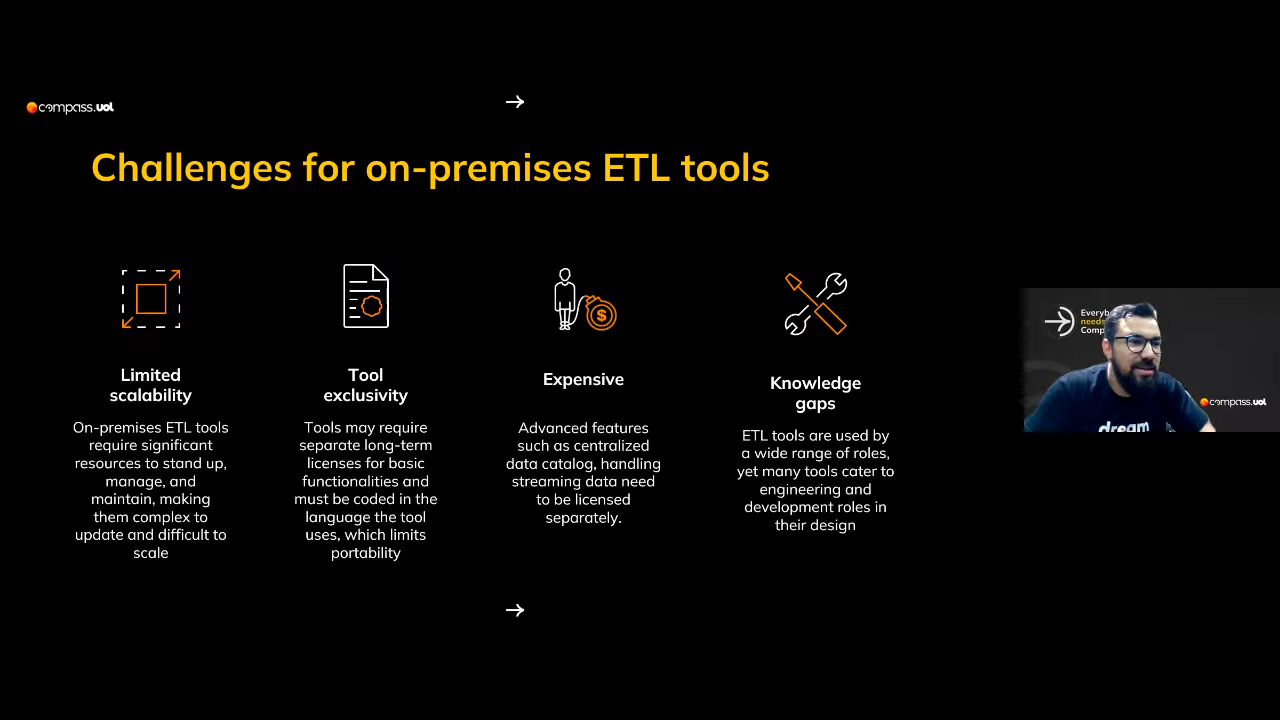 compass.uol
Challenges for on-premises ETL tools
Limited
scalability
On-premises ETL tools
require significant
resources to stand up,
manage, and
maintain, making
them complex to
update and difficult to
scale
Tool
exclusivity
Tools may require
separate long-term
licenses for basic
functionalities and
must be coded in the
language the tool
uses, which limits
portability
Expensive
Advanced features
such as centralized
data catalog, handling
streaming data need
to be licensed
separately.
Knowledge
gaps
ETL tools are used by
a wide range of roles,
yet many tools cater to
engineering and
development roles in
their design
needs
compass.uol
dream